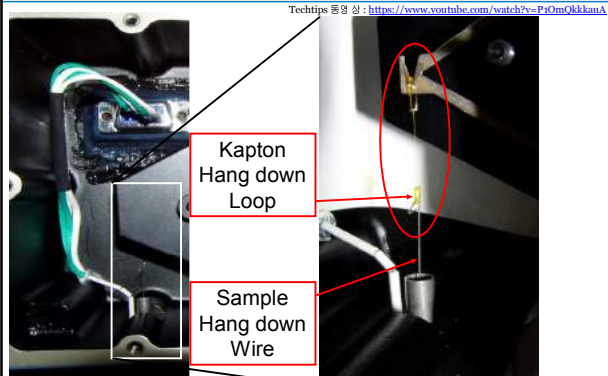 Techtips 동영 상 : https://www.youtube.com/watch?v=P1OmQkkkauA
Kapton
Hang down
Loop
Sample
Hang down
Wire